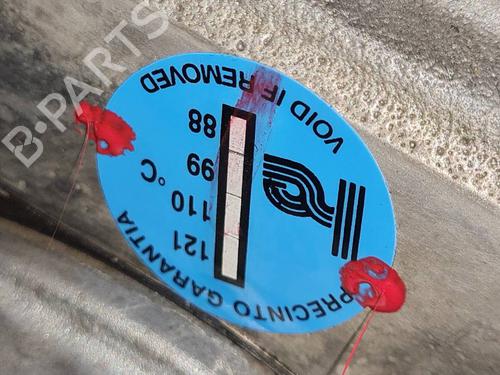 B-PARTS
PRECINTO GARANTIA
121
110 °C
99
88
VOID IF REMOVED